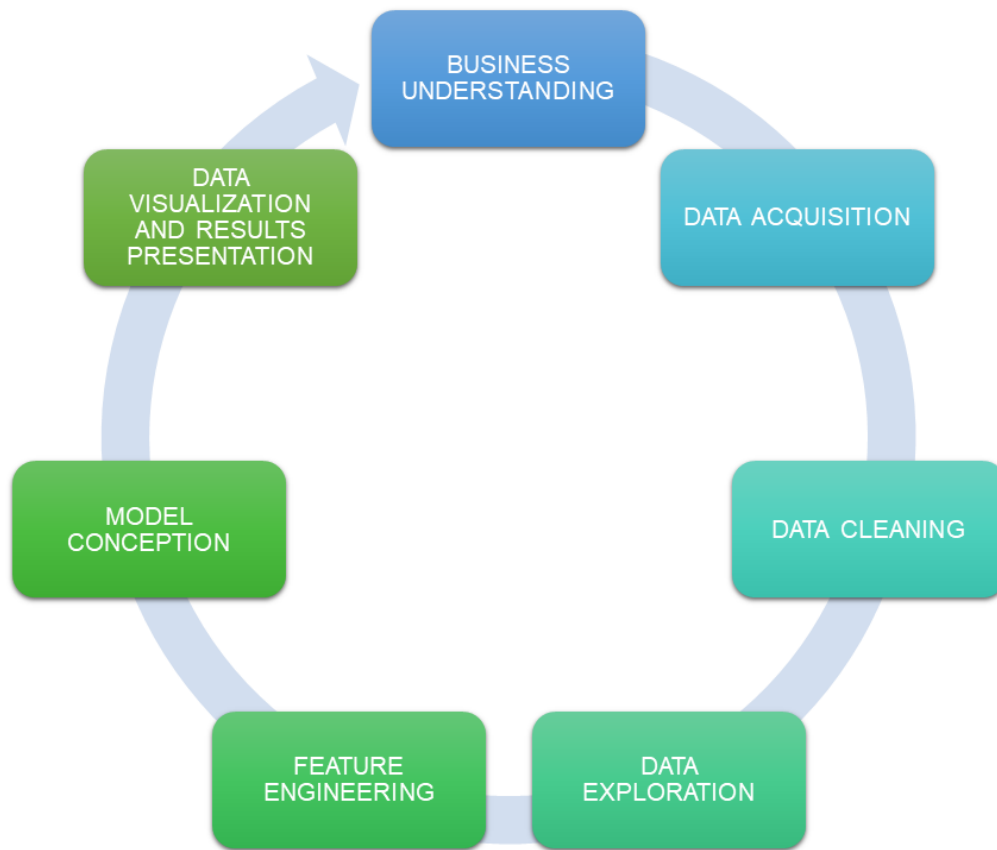 BUSINESS
UNDERSTANDING
DATA ACQUISITION
DATA CLEANING
DATA
EXPLORATION
FEATURE
ENGINEERING
MODEL
CONCEPTION
DATA
VISUALIZATION
AND RESULTS
PRESENTATION